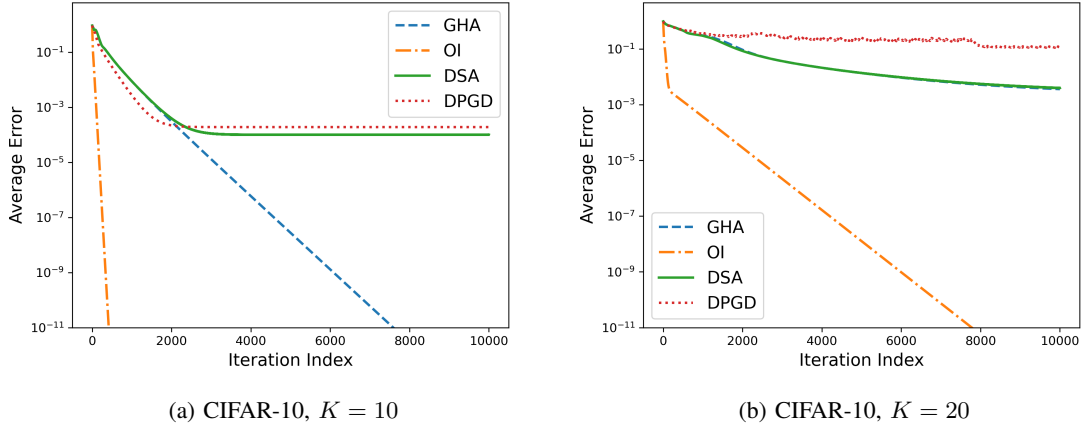 10⁻¹
10⁻³
10⁻⁵
10⁻⁷
10⁻⁹
10⁻¹¹
Average Error
0 2000 4000 6000 8000 10000
Iteration Index
GHA
OI
DSA
DPGD
(a) CIFAR-10, K = 10
10⁻¹
10⁻³
10⁻⁵
10⁻⁷
10⁻⁹
10⁻¹¹
Average Error
0 2000 4000 6000 8000 10000
Iteration Index
GHA
OI
DSA
DPGD
(b) CIFAR-10, K = 20